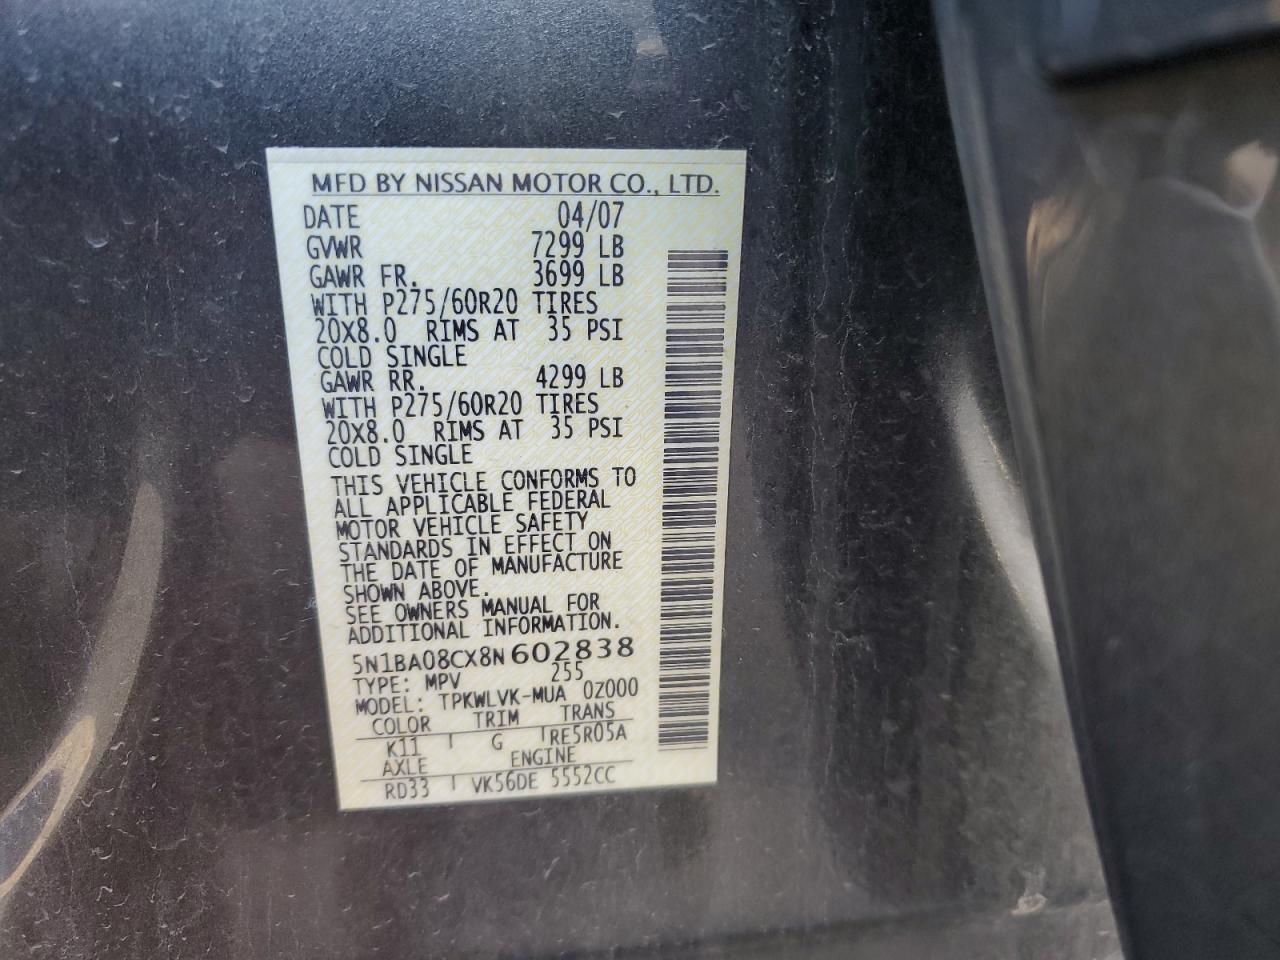 MFD BY NISSAN MOTOR CO., LTD.
DATE 04/07
GVWR 7299 LB
GAWR FR. 3699 LB
WITH P275/60R20 TIRES
20X8.0 RIMS AT 35 PSI
COLD SINGLE
GAWR RR. 4299 LB
WITH P275/60R20 TIRES
20X8.0 RIMS AT 35 PSI
COLD SINGLE
THIS VEHICLE CONFORMS TO
ALL APPLICABLE FEDERAL
MOTOR VEHICLE SAFETY
STANDARDS IN EFFECT ON
THE DATE OF MANUFACTURE
SHOWN ABOVE.
SEE OWNERS MANUAL FOR
ADDITIONAL INFORMATION.
5N1BA08CX8N602838
TYPE: MPV 255
MODEL: TPKWLVK-MUA 0Z000
COLOR TRIM TRANS
K11 G RE5R05A
AXLE ENGINE
RD33 VK56DE 5552CC